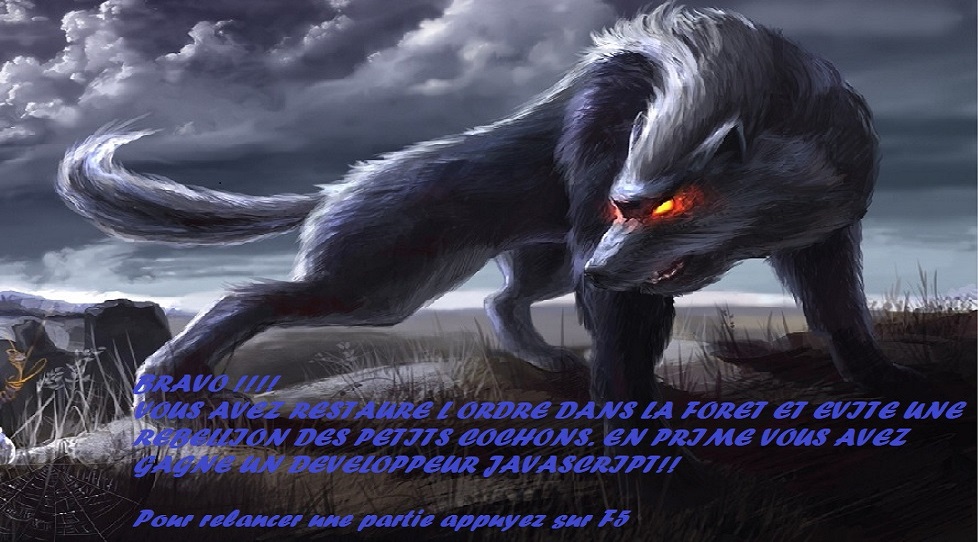 BRAVO !!!!
VOUS AVEZ RESTAURE L'ORDRE DANS LA FORET ET EVITE UNE
REBELLION DES PETITS COCHONS. EN PRIME VOUS AVEZ
GAGNE UN DEVELOPPEUR JAVASCRIPT!!
Pour relancer une partie appuyez sur F5